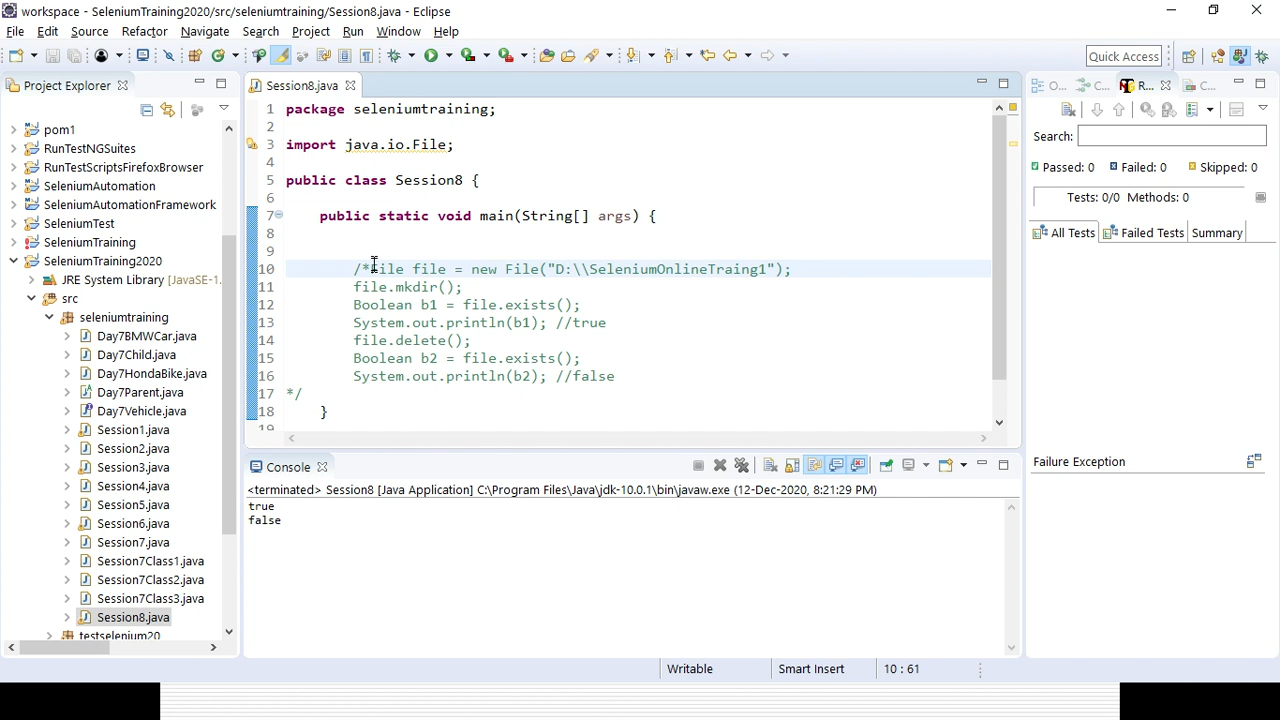 workspace - SeleniumTraining2020/src/seleniumtraining/Session8.java - Eclipse
File Edit Source Refactor Navigate Search Project Run Window Help
Quick Access
Project Explorer
pom1
RunTestNGSuites
RunTestScriptsFirefoxBrowser
SeleniumAutomation
SeleniumAutomationFramework
SeleniumTest
SeleniumTraining
SeleniumTraining2020
JRE System Library [JavaSE-1.
src
seleniumtraining
Day7BMWCar.java
Day7Child.java
Day7HondaBike.java
Day7Parent.java
Day7Vehicle.java
Session1.java
Session2.java
Session3.java
Session4.java
Session5.java
Session6.java
Session7.java
Session7Class1.java
Session7Class2.java
Session7Class3.java
Session8.java
testselenium20
Session8.java
1 package seleniumtraining;
2
3 import java.io.File;
4
5 public class Session8 {
6
7 public static void main(String[] args) {
8
9
10 /*File file = new File("D:\\SeleniumOnlineTraing1");
11 file.mkdir();
12 Boolean b1 = file.exists();
13 System.out.println(b1); //true
14 file.delete();
15 Boolean b2 = file.exists();
16 System.out.println(b2); //false
17 */
18 }
19
Console
<terminated> Session8 [Java Application] C:\Program Files\Java\jdk-10.0.1\bin\javaw.exe (12-Dec-2020, 8:21:29 PM)
true
false
O... C... R... C...
Search:
Passed: 0 Failed: 0 Skipped: 0
Tests: 0/0 Methods: 0
All Tests Failed Tests Summary
Failure Exception
Writable Smart Insert 10 : 61